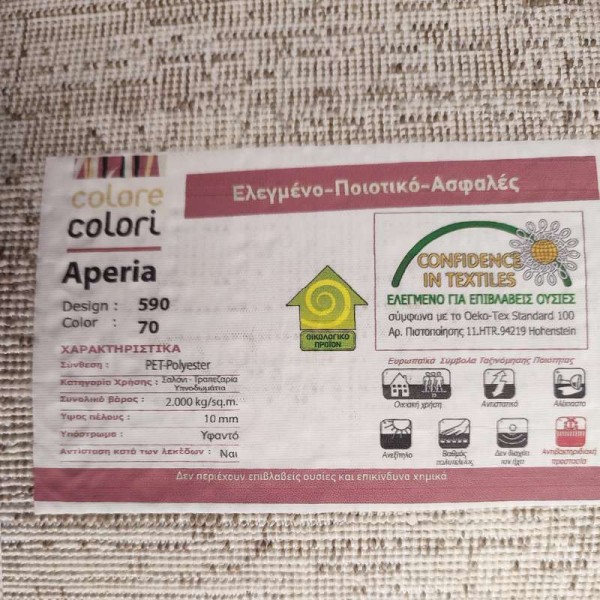 colore
colori
Ελεγμένο-Ποιοτικό-Ασφαλές
Aperia
Design : 590
Color : 70
CONFIDENCE
IN TEXTILES
ΕΛΕΓΜΕΝΟ ΓΙΑ ΕΠΙΒΛΑΒΕΙΣ ΟΥΣΙΕΣ
σύμφωνα με το Oeko-Tex Standard 100
Αρ. Πιστοποίησης 11.HTR.94219 Hohenstein
ΟΙΚΟΛΟΓΙΚΟ
ΠΡΟΪΟΝ
ΧΑΡΑΚΤΗΡΙΣΤΙΚΑ
Σύνθεση : PET-Polyester
Κατηγορία Χρήσης : Σαλόνι - Τραπεζαρία
Υπνοδωμάτια
Συνολικό βάρος : 2.000 kg/sq.m.
Υψος πέλους : 10 mm
Υπόστρωμα : Υφαντό
Αντίσταση κατά των λεκέδων : Ναι
Ευρωπαϊκά Σύμβολα Ταξινόμησης Ποιότητας
Οικιακή χρήση
Αντιστατικό
Αλέκιαστο
Ανεξίτηλο
Βαθμός
πολυτελείας
Δεν διαχέει
τον ήχο
Αντιβακτηριδιακή
προστασία
Δεν περιέχουν επιβλαβείς ουσίες και επικίνδυνα χημικά